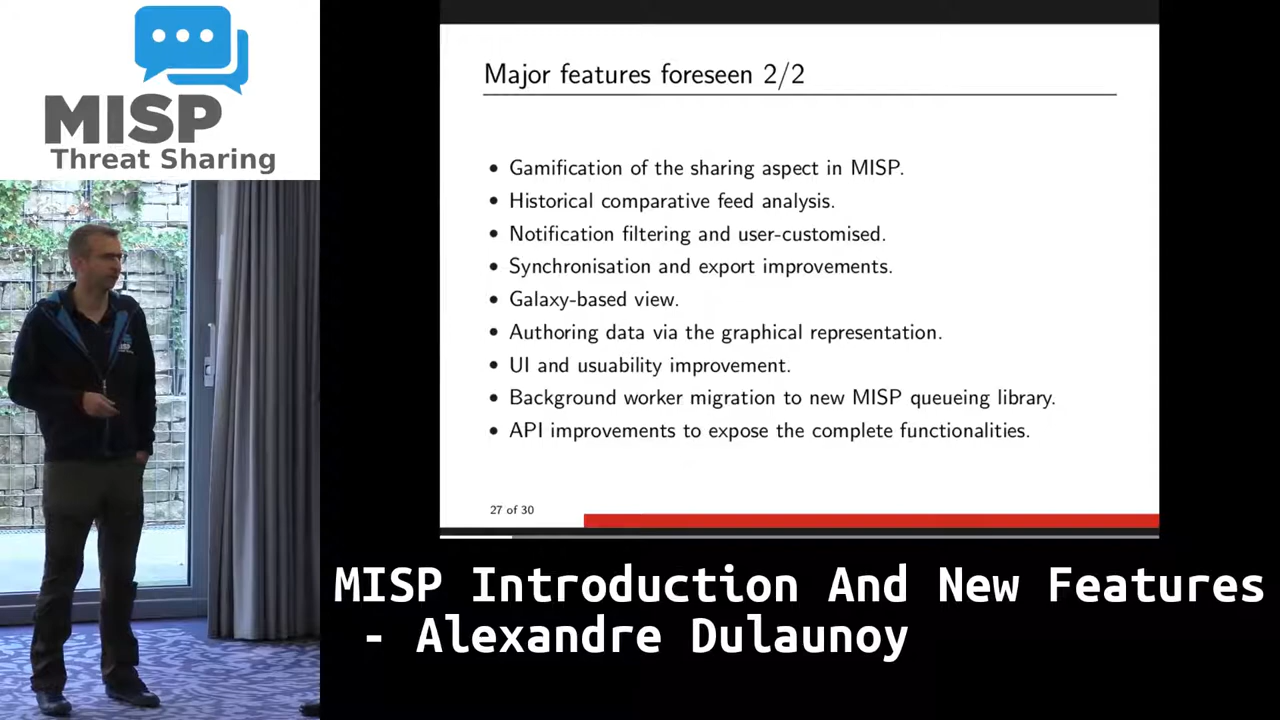 MISP
Threat Sharing
MISP
Major features foreseen 2/2
• Gamification of the sharing aspect in MISP.
• Historical comparative feed analysis.
• Notification filtering and user-customised.
• Synchronisation and export improvements.
• Galaxy-based view.
• Authoring data via the graphical representation.
• UI and usuability improvement.
• Background worker migration to new MISP queueing library.
• API improvements to expose the complete functionalities.
27 of 30
MISP Introduction And New Features
- Alexandre Dulaunoy